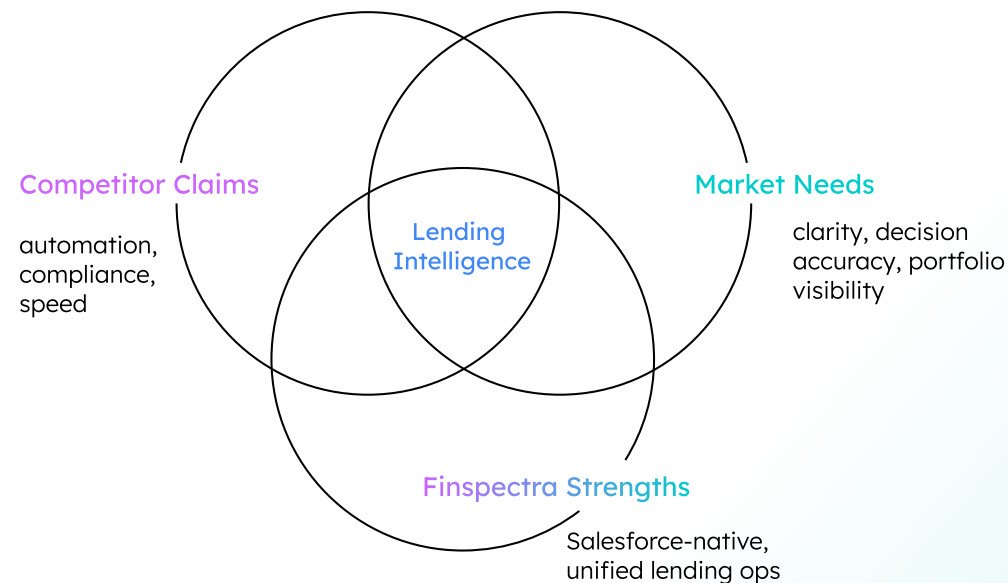 Competitor Claims
automation,
compliance,
speed
Lending
Intelligence
Market Needs
clarity, decision
accuracy, portfolio
visibility
Finspectra Strengths
Salesforce-native,
unified lending ops